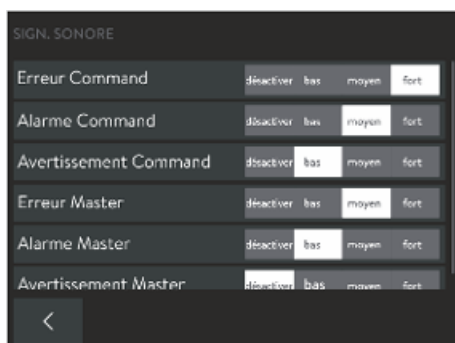 SIGN. SONORE
Erreur Command désactiver bas moyen fort
Alarme Command désactiver bas moyen fort
Avertissement Command désactiver bas moyen fort
Erreur Master désactiver bas moyen fort
Alarme Master désactiver bas moyen fort
Avertissement Master désactiver bas moyen fort